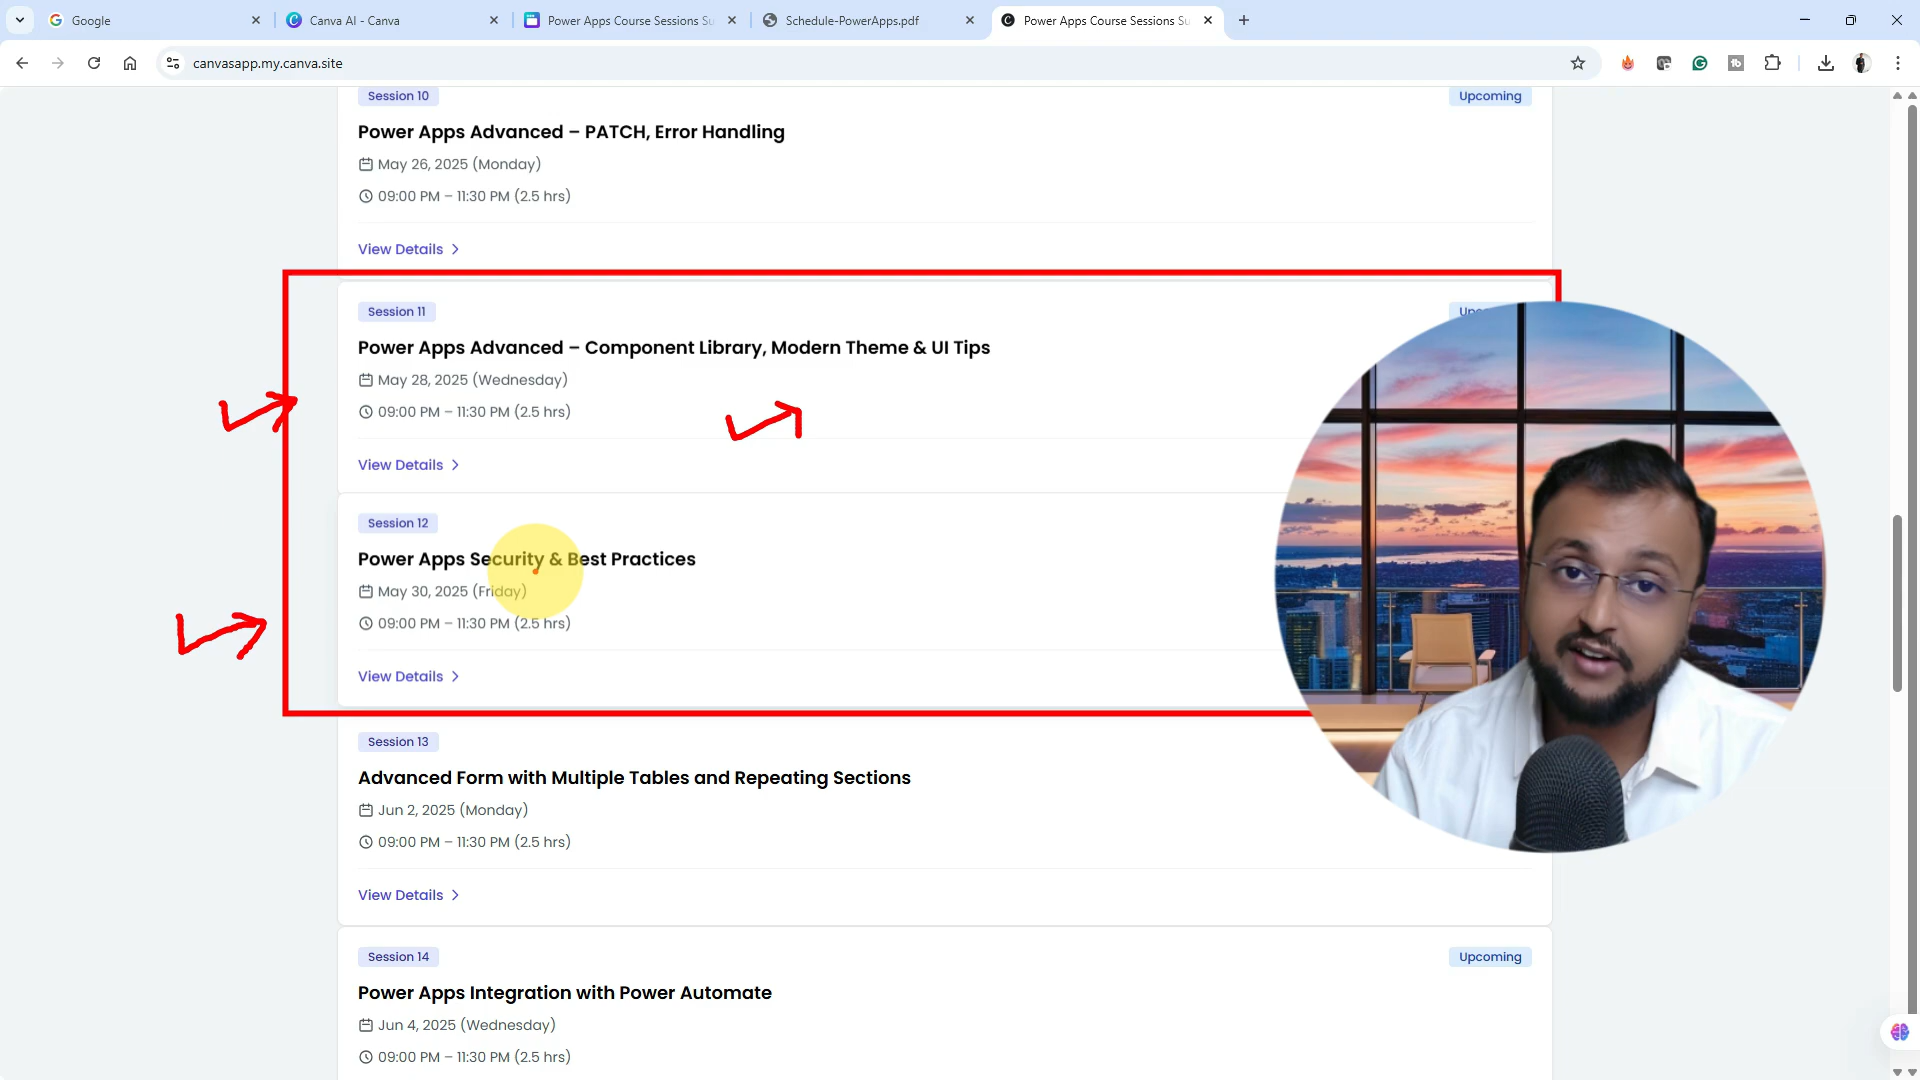 Google
Canva AI - Canva
Power Apps Course Sessions Su
Schedule-PowerApps.pdf
Power Apps Course Sessions Su
canvasapp.my.canva.site
Session 10
Upcoming
Power Apps Advanced – PATCH, Error Handling
May 26, 2025 (Monday)
09:00 PM – 11:30 PM (2.5 hrs)
View Details
Session 11
Power Apps Advanced – Component Library, Modern Theme & UI Tips
May 28, 2025 (Wednesday)
09:00 PM – 11:30 PM (2.5 hrs)
View Details
Session 12
Power Apps Security & Best Practices
May 30, 2025 (Friday)
09:00 PM – 11:30 PM (2.5 hrs)
View Details
Session 13
Advanced Form with Multiple Tables and Repeating Sections
Jun 2, 2025 (Monday)
09:00 PM – 11:30 PM (2.5 hrs)
View Details
Session 14
Upcoming
Power Apps Integration with Power Automate
Jun 4, 2025 (Wednesday)
09:00 PM – 11:30 PM (2.5 hrs)